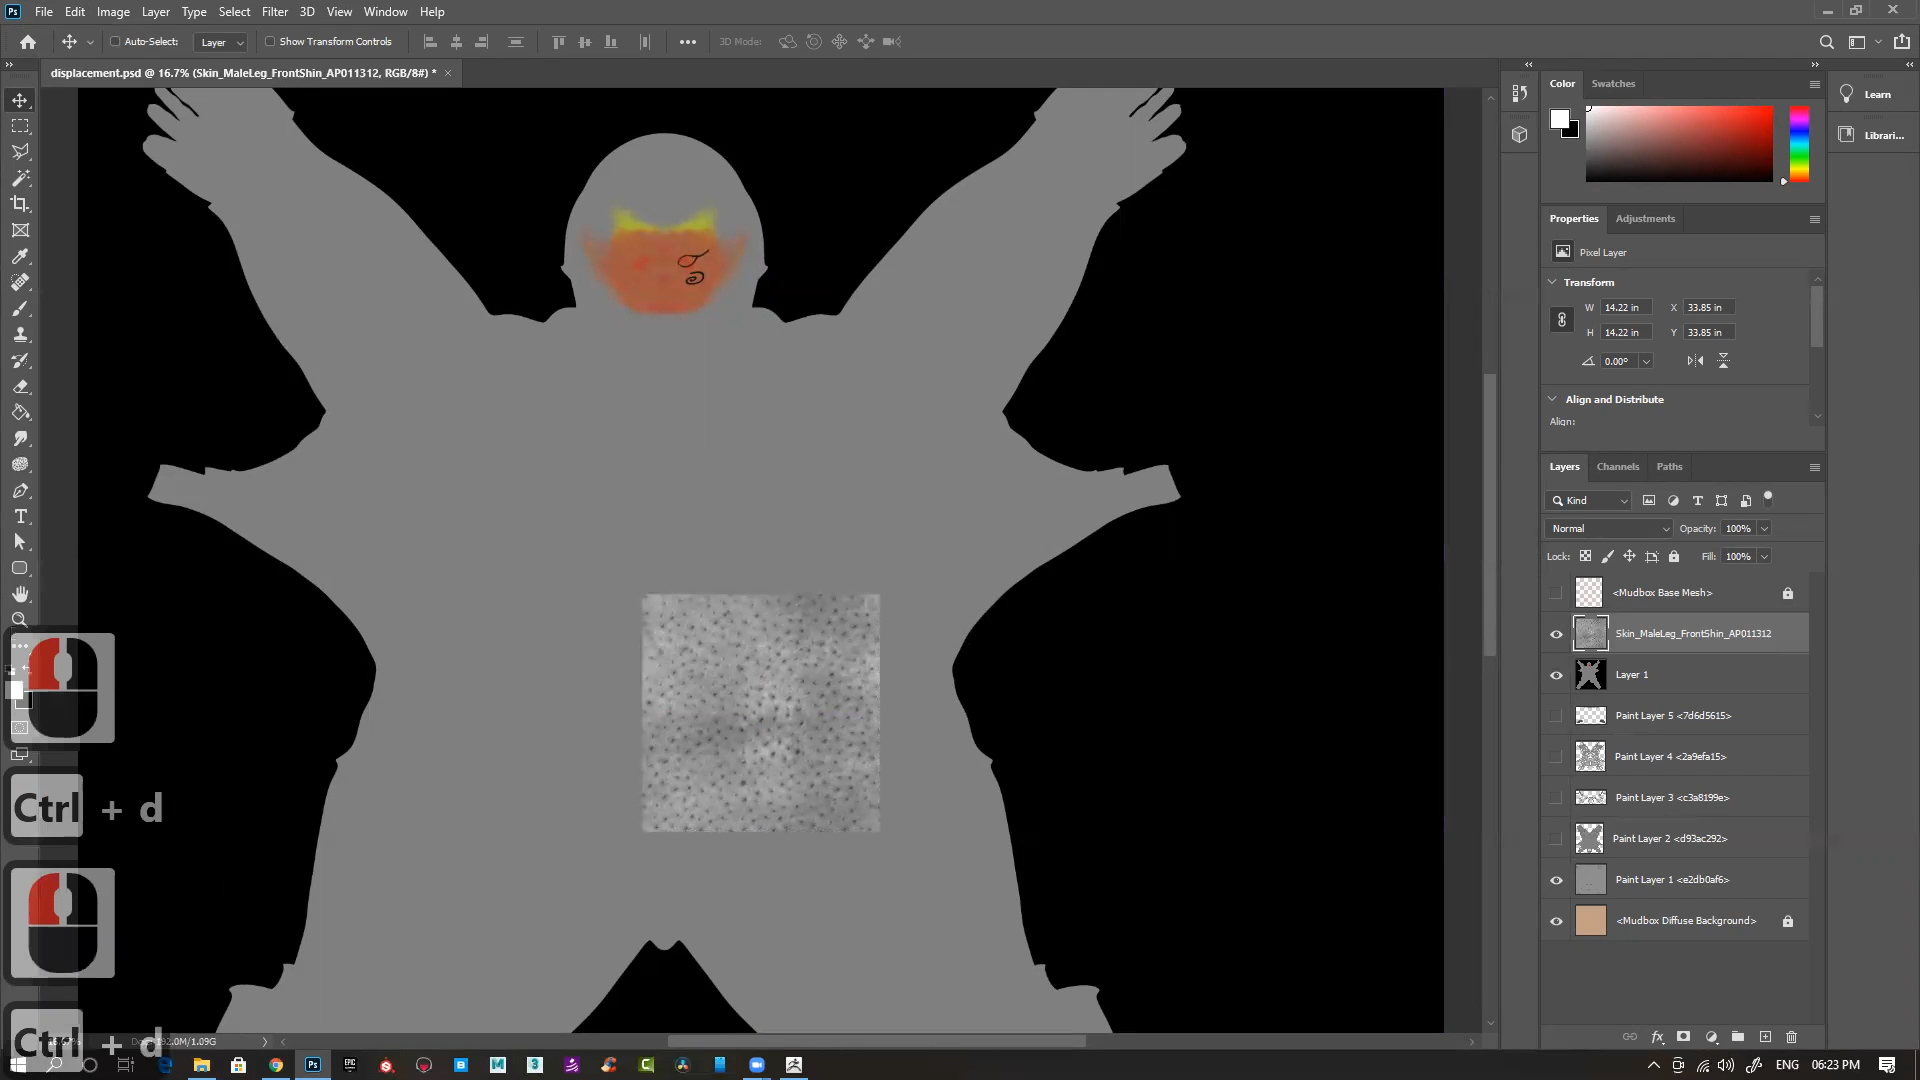 Ps File Edit Image Layer Type Select Filter 3D View Window Help
Auto-Select: Layer Show Transform Controls 3D Mode:
displacement.psd @ 16.7% (Skin_MaleLeg_FrontShin_AP011312, RGB/8#) * ×
Color Swatches
Learn
Librari...
Properties Adjustments
Pixel Layer
Transform
W 14.22 in X 33.85 in
H 14.22 in Y 33.85 in
0.00°
Align and Distribute
Align:
Layers Channels Paths
Kind
Normal Opacity: 100%
Lock: Fill: 100%
<Mudbox Base Mesh>
Skin_MaleLeg_FrontShin_AP011312
Layer 1
Paint Layer 5 <7d6d5615>
Paint Layer 4 <2a9efa15>
Paint Layer 3 <c3a8199e>
Paint Layer 2 <d93ac292>
Paint Layer 1 <e2db0af6>
<Mudbox Diffuse Background>
Ctrl + d
Ctrl + d
ENG 06:23 PM